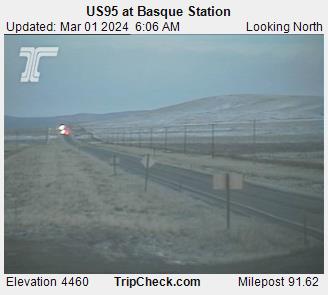 US95 at Basque Station
Updated: Mar 01 2024 6:06 AM Looking North
Elevation 4460 TripCheck.com Milepost 91.62